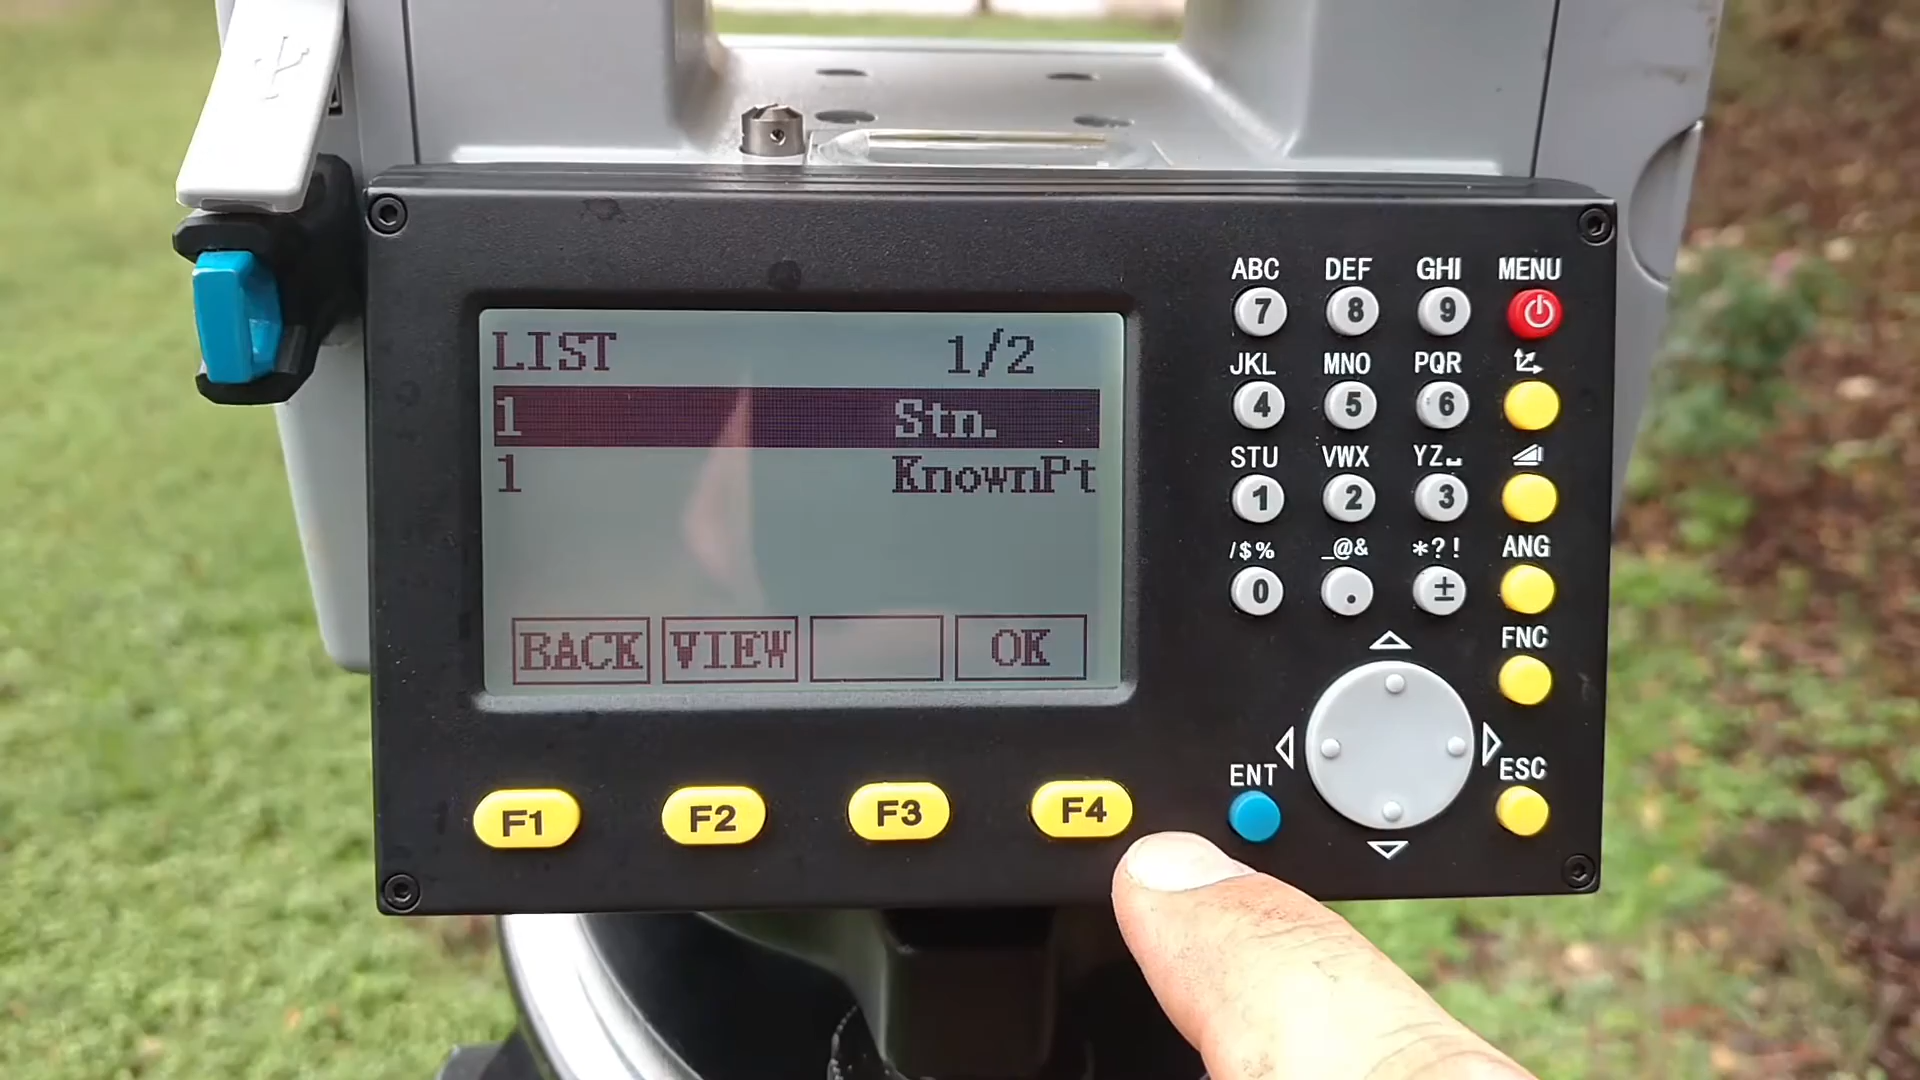 LIST 1/2
1 Stn.
1 KnownPt
BACK VIEW OK
F1 F2 F3 F4
ABC DEF GHI MENU
7 8 9
JKL MNO PQR
4 5 6
STU VWX YZ␣
1 2 3
/$% _@& *?! ANG
0 . ±
FNC
ENT ESC